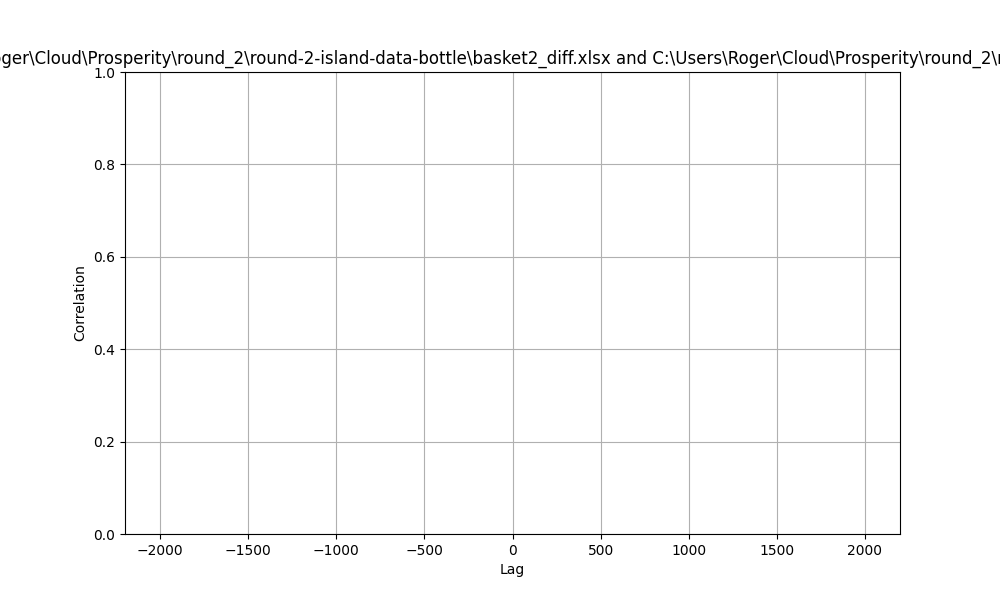 ger\Cloud\Prosperity\round_2\round-2-island-data-bottle\basket2_diff.xlsx and C:\Users\Roger\Cloud\Prosperity\round_2\
1.0
0.8
0.6
0.4
0.2
0.0
Correlation
−2000 −1500 −1000 −500 0 500 1000 1500 2000
Lag